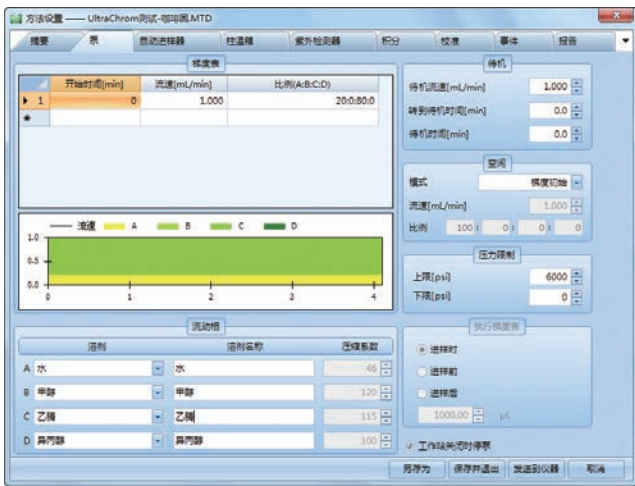 方法设置 —— UltraChrom测试-咖啡因.MTD
摘要 泵 自动进样器 柱温箱 紫外检测器 积分 校准 事件 报告
梯度表
开始时间[min] 流速[mL/min] 比例(A:B:C:D)
1 0 1.000 20:0:80:0
流速 A B C D
1.0
0.5
0.0
0 1 2 3 4
流动相
溶剂 溶剂名称 压缩系数
A 水 水 46
B 甲醇 甲醇 120
C 乙腈 乙腈 115
D 异丙醇 异丙醇 100
停机
停机流速[mL/min] 1.000
转到停机时间[min] 0.0
停机时间[min] 0.0
空闲
模式 梯度初始
流速[mL/min] 1.000
比例 100 : 0 : 0 : 0
压力限制
上限[psi] 6000
下限[psi] 0
执行梯度表
进样时
进样前
进样后
1000.00 μL
工作站关闭时停泵
另存为 保存并退出 发送到仪器 取消